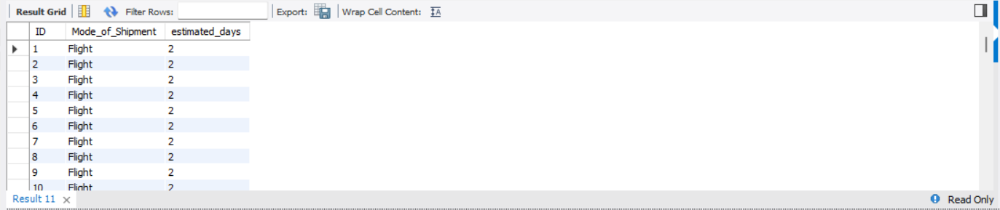 Result Grid Filter Rows: Export: Wrap Cell Content: IA
ID Mode_of_Shipment estimated_days
1 Flight 2
2 Flight 2
3 Flight 2
4 Flight 2
5 Flight 2
6 Flight 2
7 Flight 2
8 Flight 2
9 Flight 2
10 Flight 2
Result 11 × Read Only